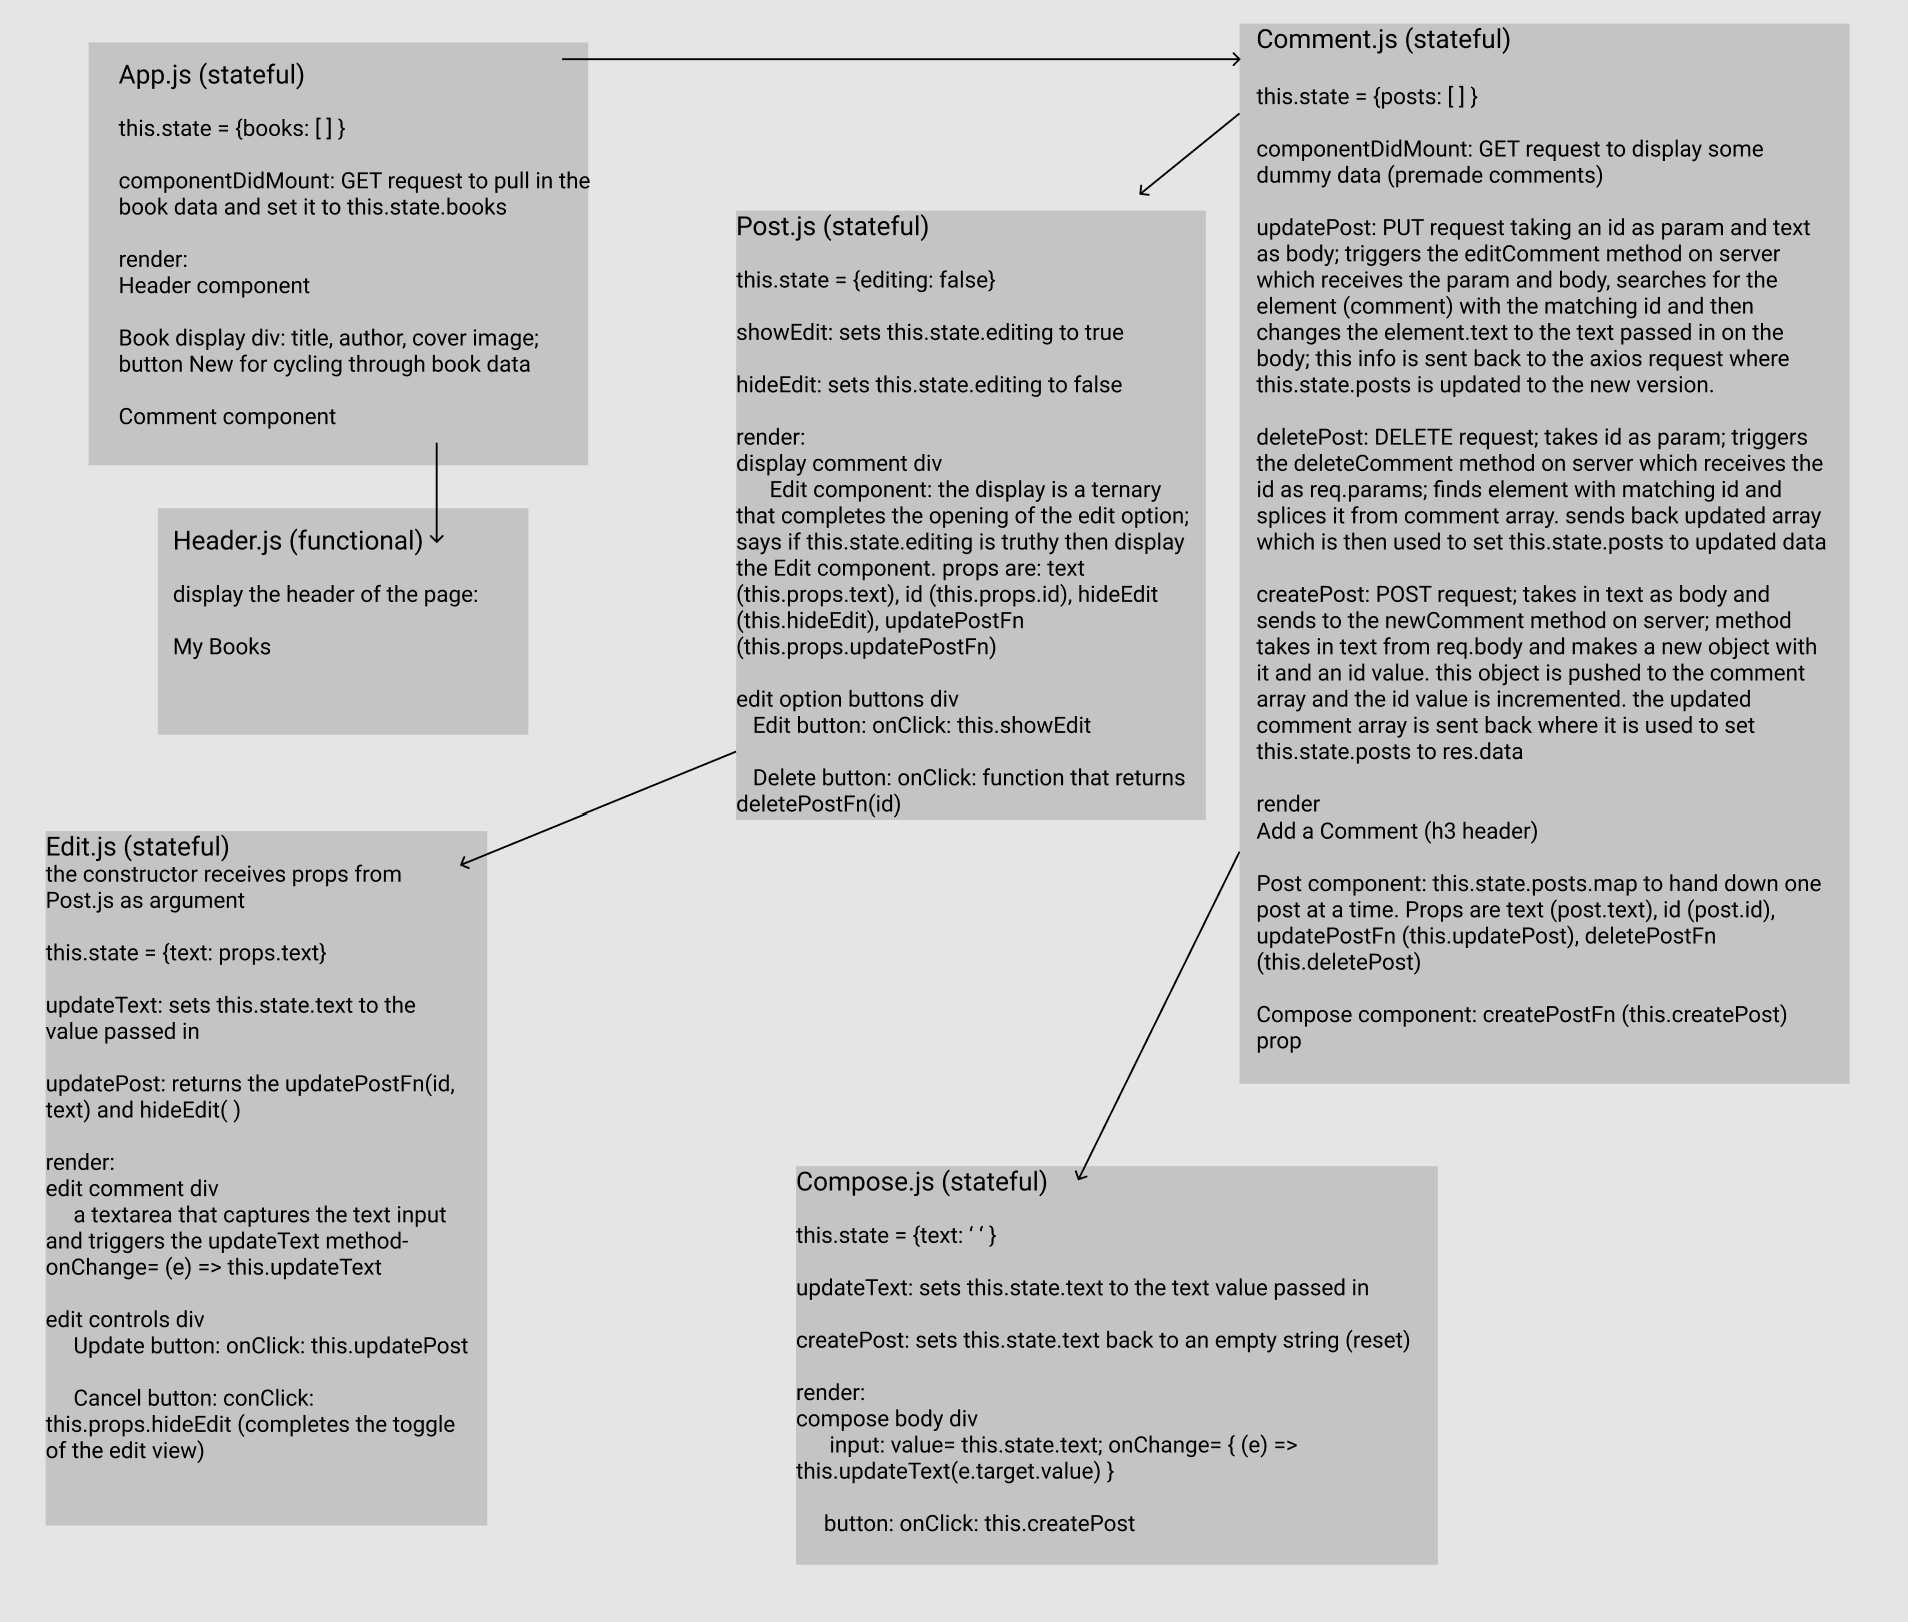 App.js (stateful)
this.state = {books: [ ] }
componentDidMount: GET request to pull in the
book data and set it to this.state.books
render:
Header component
Book display div: title, author, cover image;
button New for cycling through book data
Comment component
Header.js (functional)
display the header of the page:
My Books
Comment.js (stateful)
this.state = {posts: [ ] }
componentDidMount: GET request to display some
dummy data (premade comments)
updatePost: PUT request taking an id as param and text
as body; triggers the editComment method on server
which receives the param and body, searches for the
element (comment) with the matching id and then
changes the element.text to the text passed in on the
body; this info is sent back to the axios request where
this.state.posts is updated to the new version.
deletePost: DELETE request; takes id as param; triggers
the deleteComment method on server which receives the
id as req.params; finds element with matching id and
splices it from comment array. sends back updated array
which is then used to set this.state.posts to updated data
createPost: POST request; takes in text as body and
sends to the newComment method on server; method
takes in text from req.body and makes a new object with
it and an id value. this object is pushed to the comment
array and the id value is incremented. the updated
comment array is sent back where it is used to set
this.state.posts to res.data
render
Add a Comment (h3 header)
Post component: this.state.posts.map to hand down one
post at a time. Props are text (post.text), id (post.id),
updatePostFn (this.updatePost), deletePostFn
(this.deletePost)
Compose component: createPostFn (this.createPost)
prop
Post.js (stateful)
this.state = {editing: false}
showEdit: sets this.state.editing to true
hideEdit: sets this.state.editing to false
render:
display comment div
Edit component: the display is a ternary
that completes the opening of the edit option;
says if this.state.editing is truthy then display
the Edit component. props are: text
(this.props.text), id (this.props.id), hideEdit
(this.hideEdit), updatePostFn
(this.props.updatePostFn)
edit option buttons div
Edit button: onClick: this.showEdit
Delete button: onClick: function that returns
deletePostFn(id)
Edit.js (stateful)
the constructor receives props from
Post.js as argument
this.state = {text: props.text}
updateText: sets this.state.text to the
value passed in
updatePost: returns the updatePostFn(id,
text) and hideEdit( )
render:
edit comment div
a textarea that captures the text input
and triggers the updateText method-
onChange= (e) => this.updateText
edit controls div
Update button: onClick: this.updatePost
Cancel button: conClick:
this.props.hideEdit (completes the toggle
of the edit view)
Compose.js (stateful)
this.state = {text: ‘ ‘ }
updateText: sets this.state.text to the text value passed in
createPost: sets this.state.text back to an empty string (reset)
render:
compose body div
input: value= this.state.text; onChange= { (e) =>
this.updateText(e.target.value) }
button: onClick: this.createPost